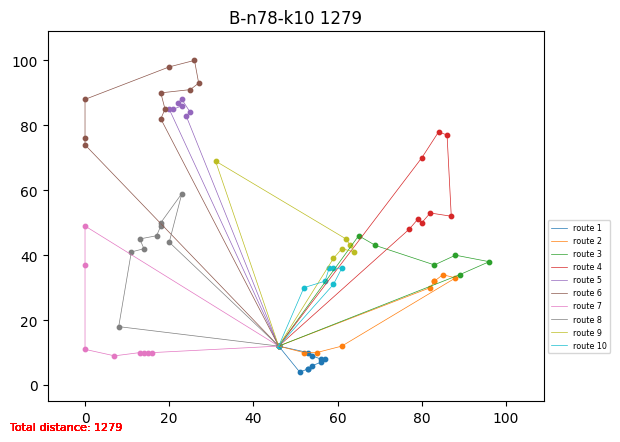 B-n78-k10 1279
100
80
60
40
20
0
0
20
40
60
80
100
route 1
route 2
route 3
route 4
route 5
route 6
route 7
route 8
route 9
route 10
Total distance: 1279